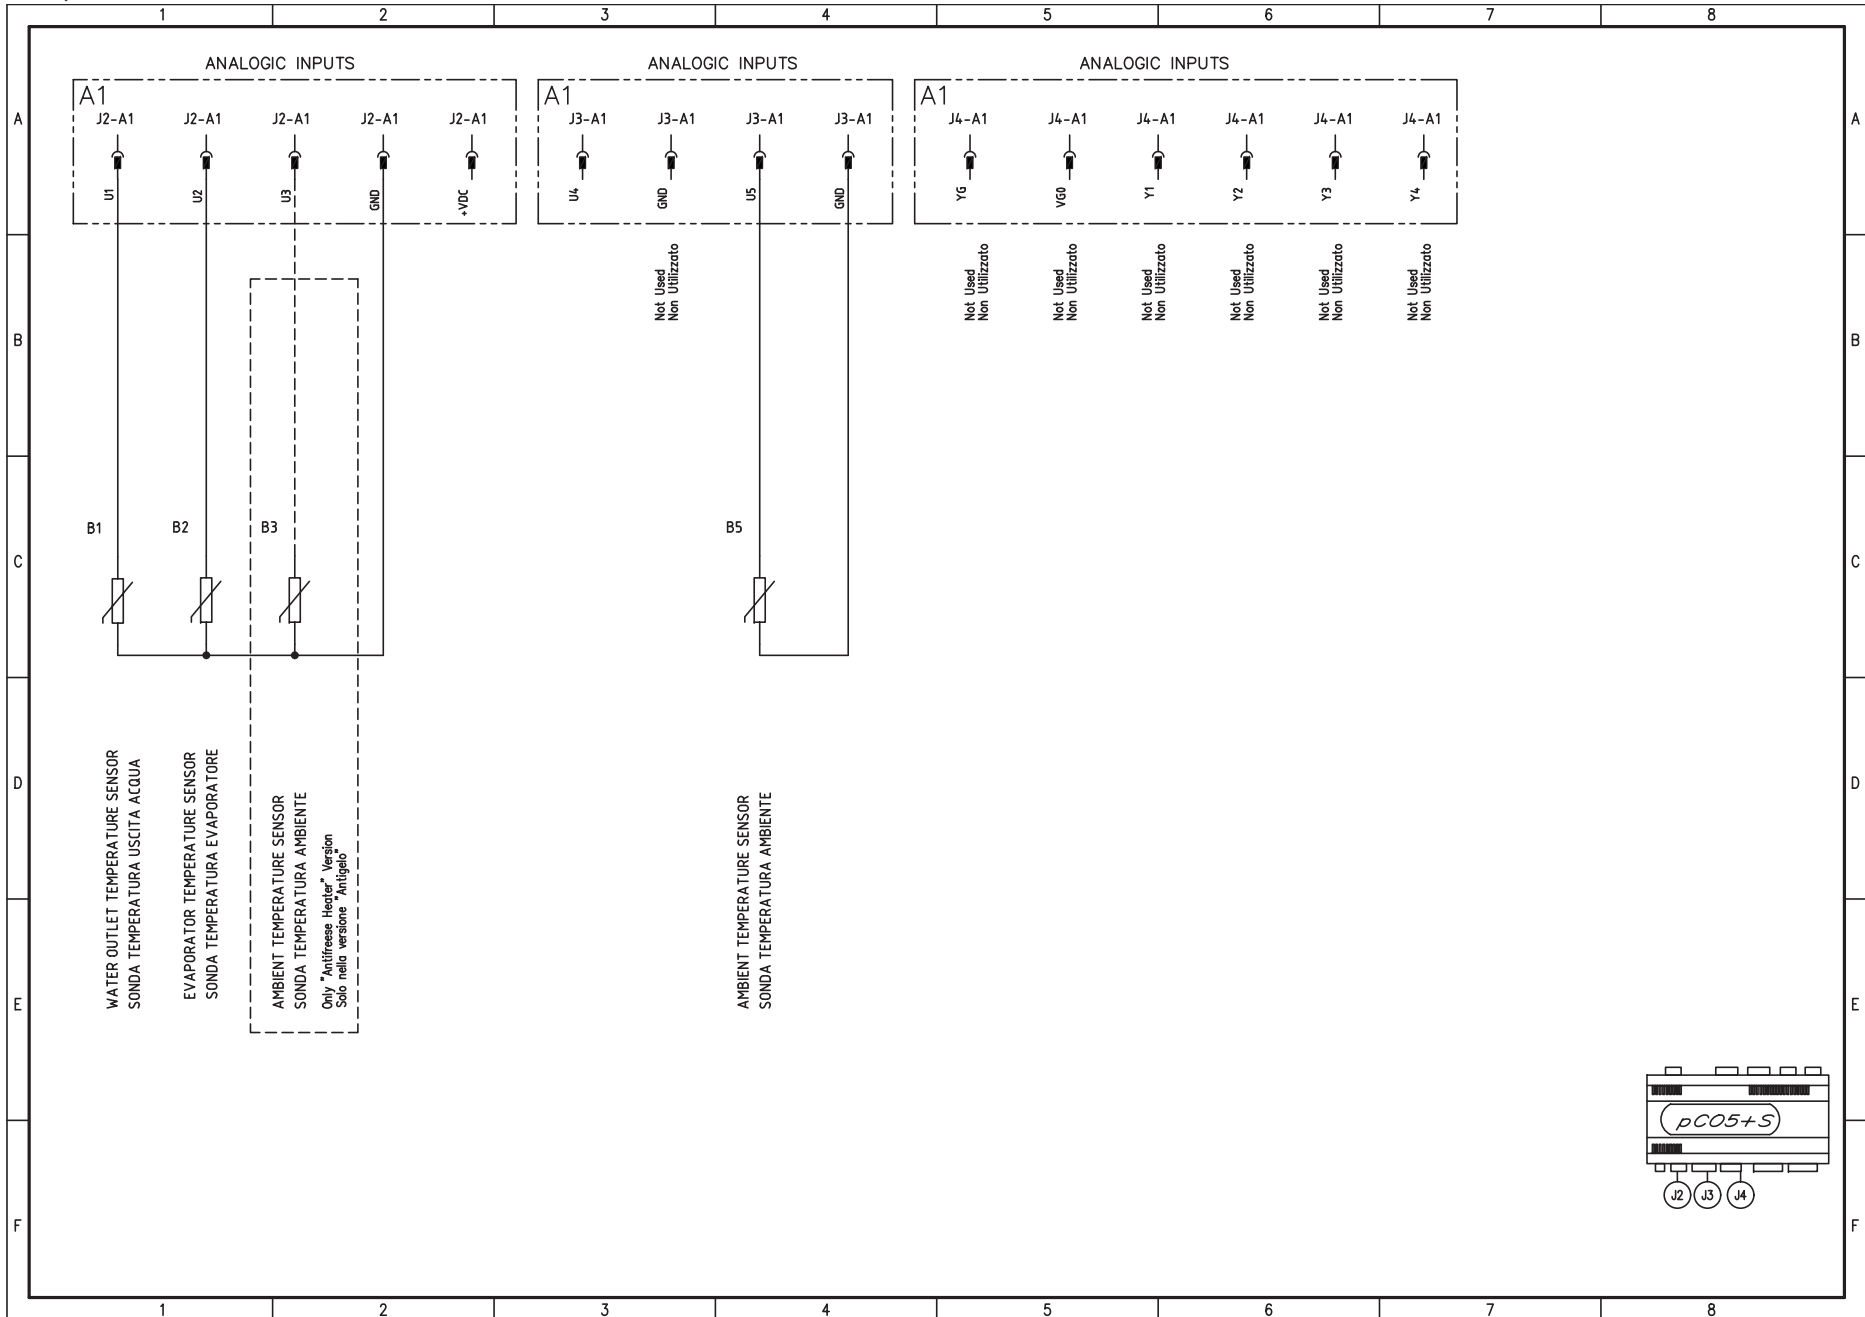 1 2 3 4 5 6 7 8
ANALOGIC INPUTS
ANALOGIC INPUTS
ANALOGIC INPUTS
A
A1
A1
A1
A
J2-A1 J2-A1 J2-A1 J2-A1 J2-A1
J3-A1 J3-A1 J3-A1 J3-A1
J4-A1 J4-A1 J4-A1 J4-A1 J4-A1 J4-A1
U1 U2 U3 GND +VDC
U4 GND U5 GND
YG VG0 Y1 Y2 Y3 Y4
Not Used
Non Utilizzato
Not Used
Non Utilizzato
Not Used
Non Utilizzato
Not Used
Non Utilizzato
Not Used
Non Utilizzato
Not Used
Non Utilizzato
Not Used
Non Utilizzato
B
B
B1 B2 B3 B5
C
C
D
D
WATER OUTLET TEMPERATURE SENSOR
SONDA TEMPERATURA USCITA ACQUA
EVAPORATOR TEMPERATURE SENSOR
SONDA TEMPERATURA EVAPORATORE
AMBIENT TEMPERATURE SENSOR
SONDA TEMPERATURA AMBIENTE
Only "Antifreese Heater" Version
Solo nella versione "Antigelo"
AMBIENT TEMPERATURE SENSOR
SONDA TEMPERATURA AMBIENTE
E
E
pCO5+S
J2 J3 J4
F
F
1 2 3 4 5 6 7 8